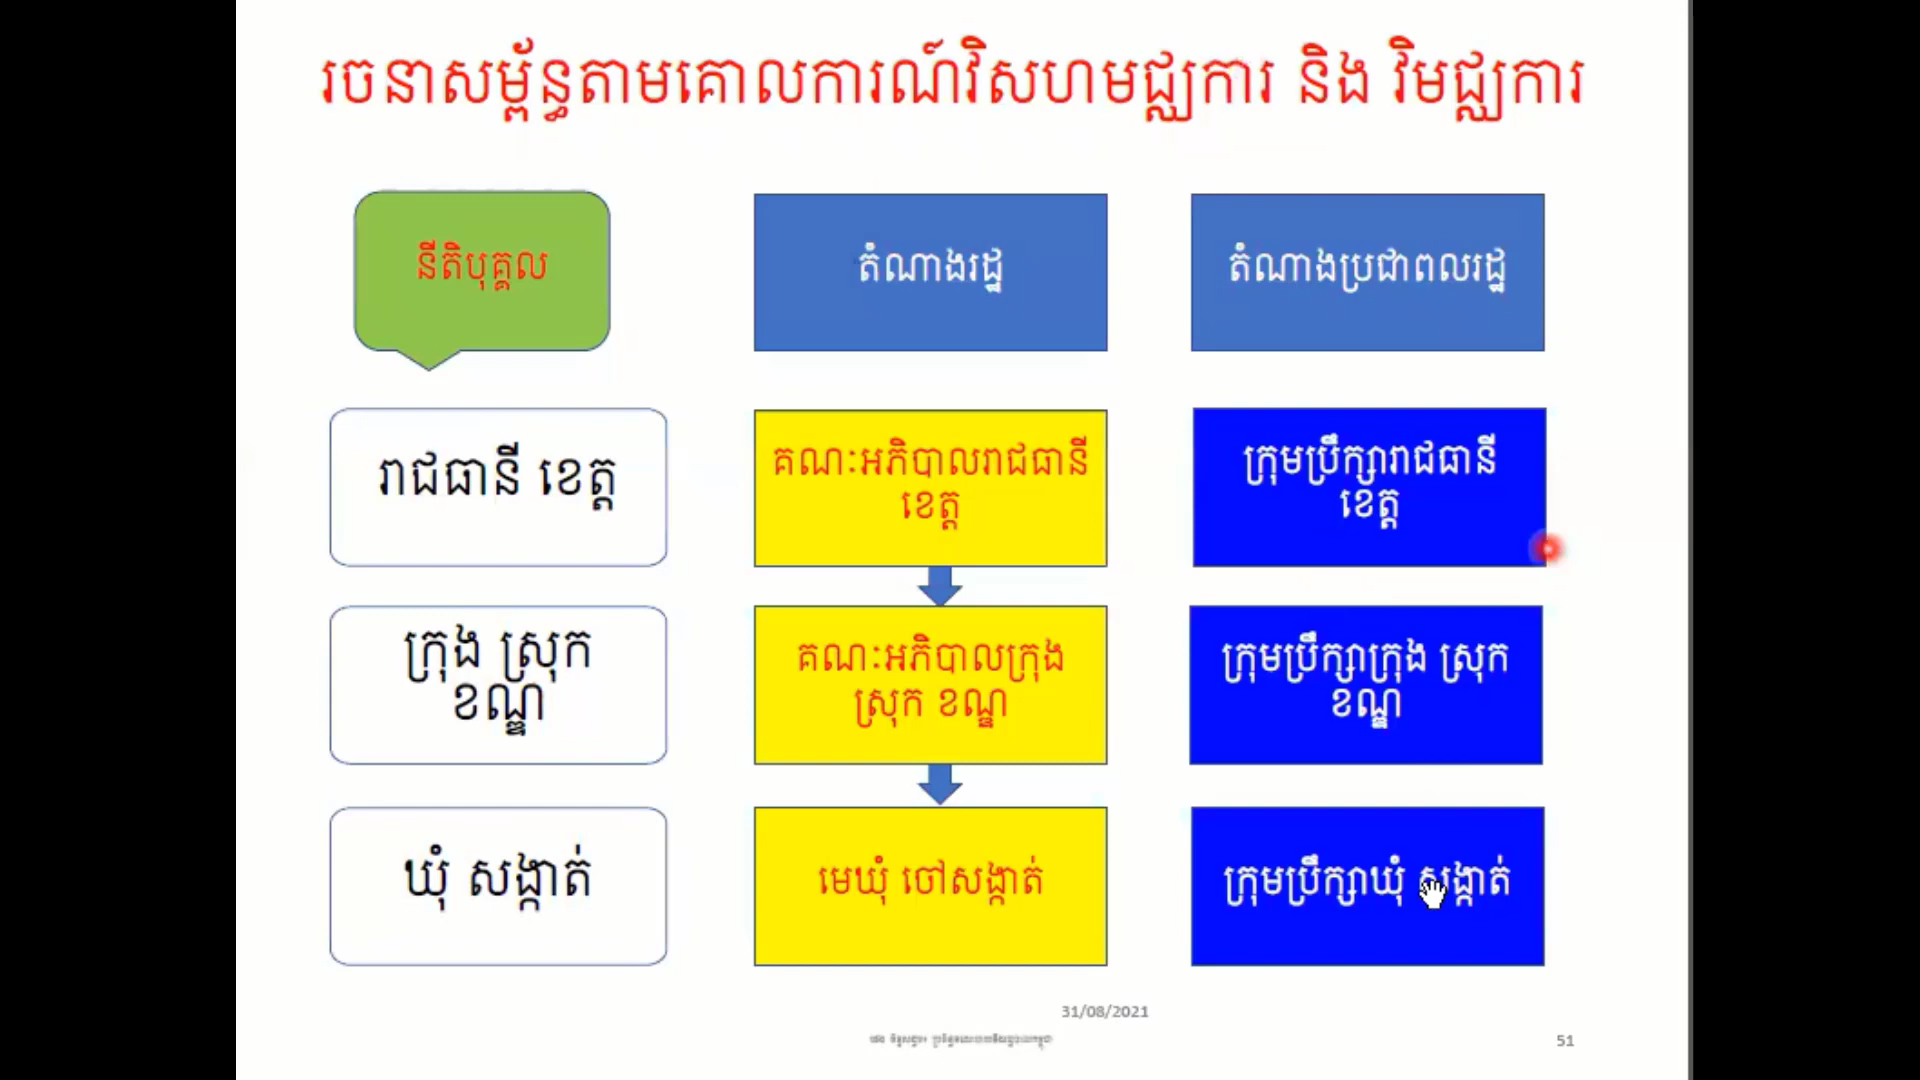 រចនាសម្ព័ន្ធតាមគោលការណ៍វិសហមជ្ឈការ និង វិមជ្ឈការ
នីតិបុគ្គល
តំណាងរដ្ឋ
តំណាងប្រជាពលរដ្ឋ
រាជធានី ខេត្ត
គណៈអភិបាលរាជធានី
ខេត្ត
ក្រុមប្រឹក្សារាជធានី
ខេត្ត
ក្រុង ស្រុក
ខណ្ឌ
គណៈអភិបាលក្រុង
ស្រុក ខណ្ឌ
ក្រុមប្រឹក្សាក្រុង ស្រុក
ខណ្ឌ
ឃុំ សង្កាត់
មេឃុំ ចៅសង្កាត់
ក្រុមប្រឹក្សាឃុំ សង្កាត់
31/08/2021
51